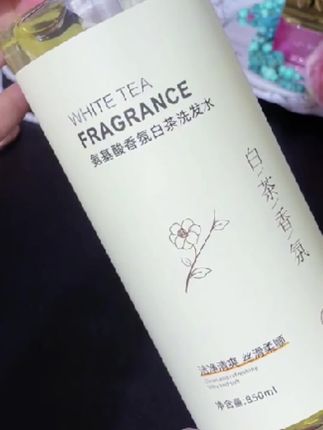 WHITE TEA
FRAGRANCE
氨基酸香氛白茶洗发水
白茶香氛
洁净清爽 丝滑柔顺
净含量:850ml